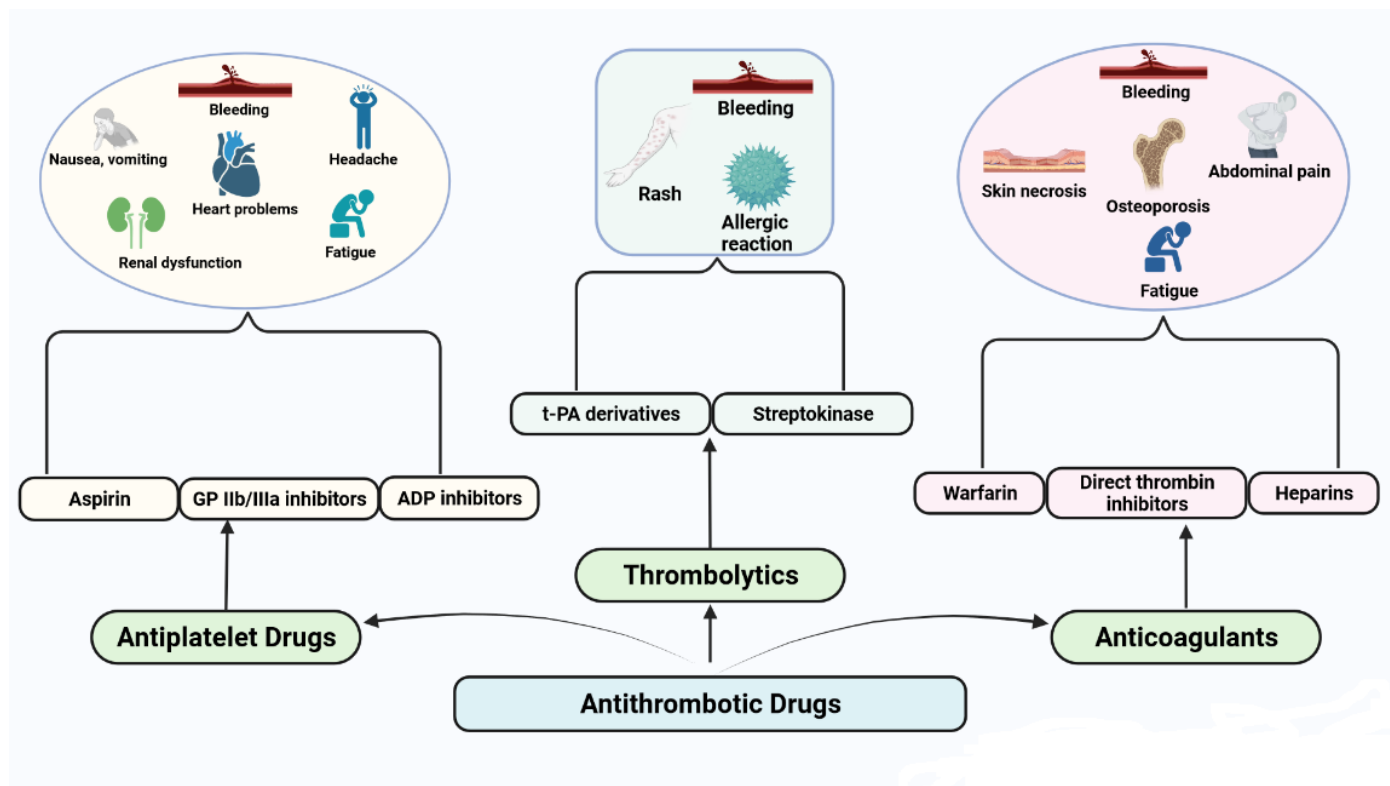 Bleeding
Nausea, vomiting
Headache
Heart problems
Renal dysfunction
Fatigue
Bleeding
Rash
Allergic
reaction
Bleeding
Skin necrosis
Abdominal pain
Osteoporosis
Fatigue
t-PA derivatives
Streptokinase
Aspirin
GP IIb/IIIa inhibitors
ADP inhibitors
Warfarin
Direct thrombin
inhibitors
Heparins
Thrombolytics
Antiplatelet Drugs
Anticoagulants
Antithrombotic Drugs